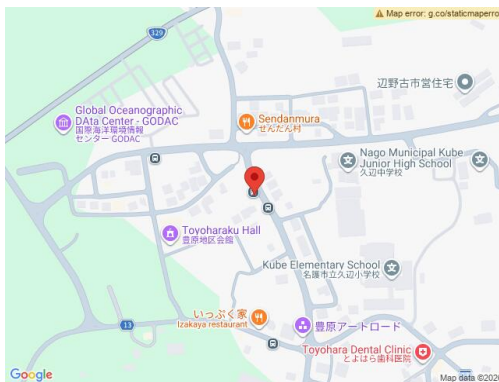 Map error: g.co/staticmaperro
329
辺野古市営住宅
Global Oceanographic
DAta Center - GODAC
国際海洋環境情報
センター GODAC
Sendanmura
せんだん村
Nago Municipal Kube
Junior High School
久辺中学校
Toyoharaku Hall
豊原地区会館
Kube Elementary School
名護市立久辺小学校
13
いっぷく家
Izakaya restaurant
豊原アートロード
Toyohara Dental Clinic
とよはら歯科医院
Google
Map data ©202